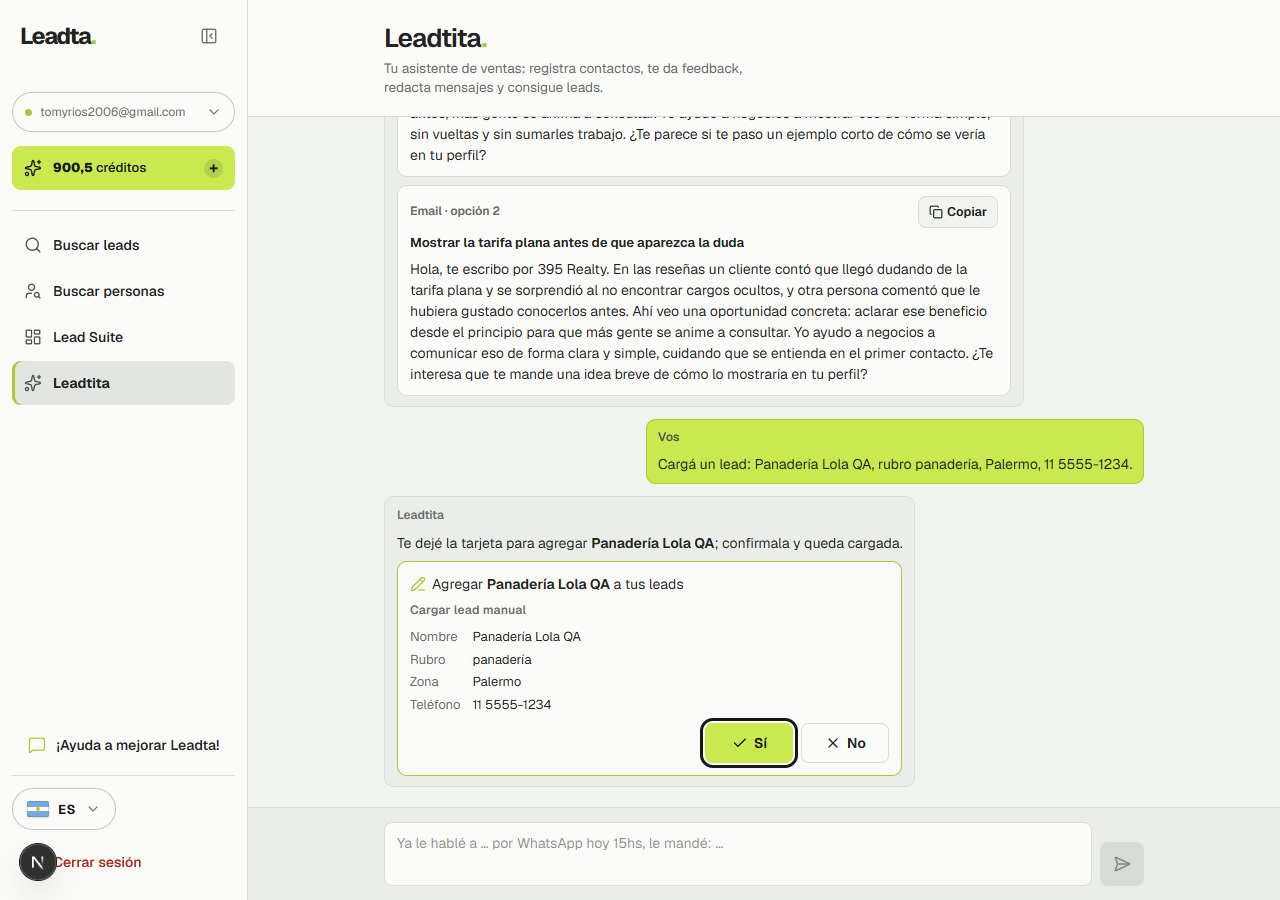 Leadta.
tomyrios2006@gmail.com
900,5 créditos
+
Buscar leads
Buscar personas
Lead Suite
Leadtita
¡Ayuda a mejorar Leadta!
ES
N
Cerrar sesión
Leadtita.
Tu asistente de ventas: registra contactos, te da feedback,
redacta mensajes y consigue leads.
sin vueltas y sin sumarles trabajo. ¿Te parece si te paso un ejemplo corto de cómo se vería
en tu perfil?
Email · opción 2
Copiar
Mostrar la tarifa plana antes de que aparezca la duda
Hola, te escribo por 395 Realty. En las reseñas un cliente contó que llegó dudando de la
tarifa plana y se sorprendió al no encontrar cargos ocultos, y otra persona comentó que le
hubiera gustado conocerlos antes. Ahí veo una oportunidad concreta: aclarar ese beneficio
desde el principio para que más gente se anime a consultar. Yo ayudo a negocios a
comunicar eso de forma clara y simple, cuidando que se entienda en el primer contacto. ¿Te
interesa que te mande una idea breve de cómo lo mostraría en tu perfil?
Vos
Cargá un lead: Panadería Lola QA, rubro panadería, Palermo, 11 5555-1234.
Leadtita
Te dejé la tarjeta para agregar Panadería Lola QA; confirmala y queda cargada.
Agregar Panadería Lola QA a tus leads
Cargar lead manual
Nombre Panadería Lola QA
Rubro panadería
Zona Palermo
Teléfono 11 5555-1234
Sí
No
Ya le hablé a … por WhatsApp hoy 15hs, le mandé: …